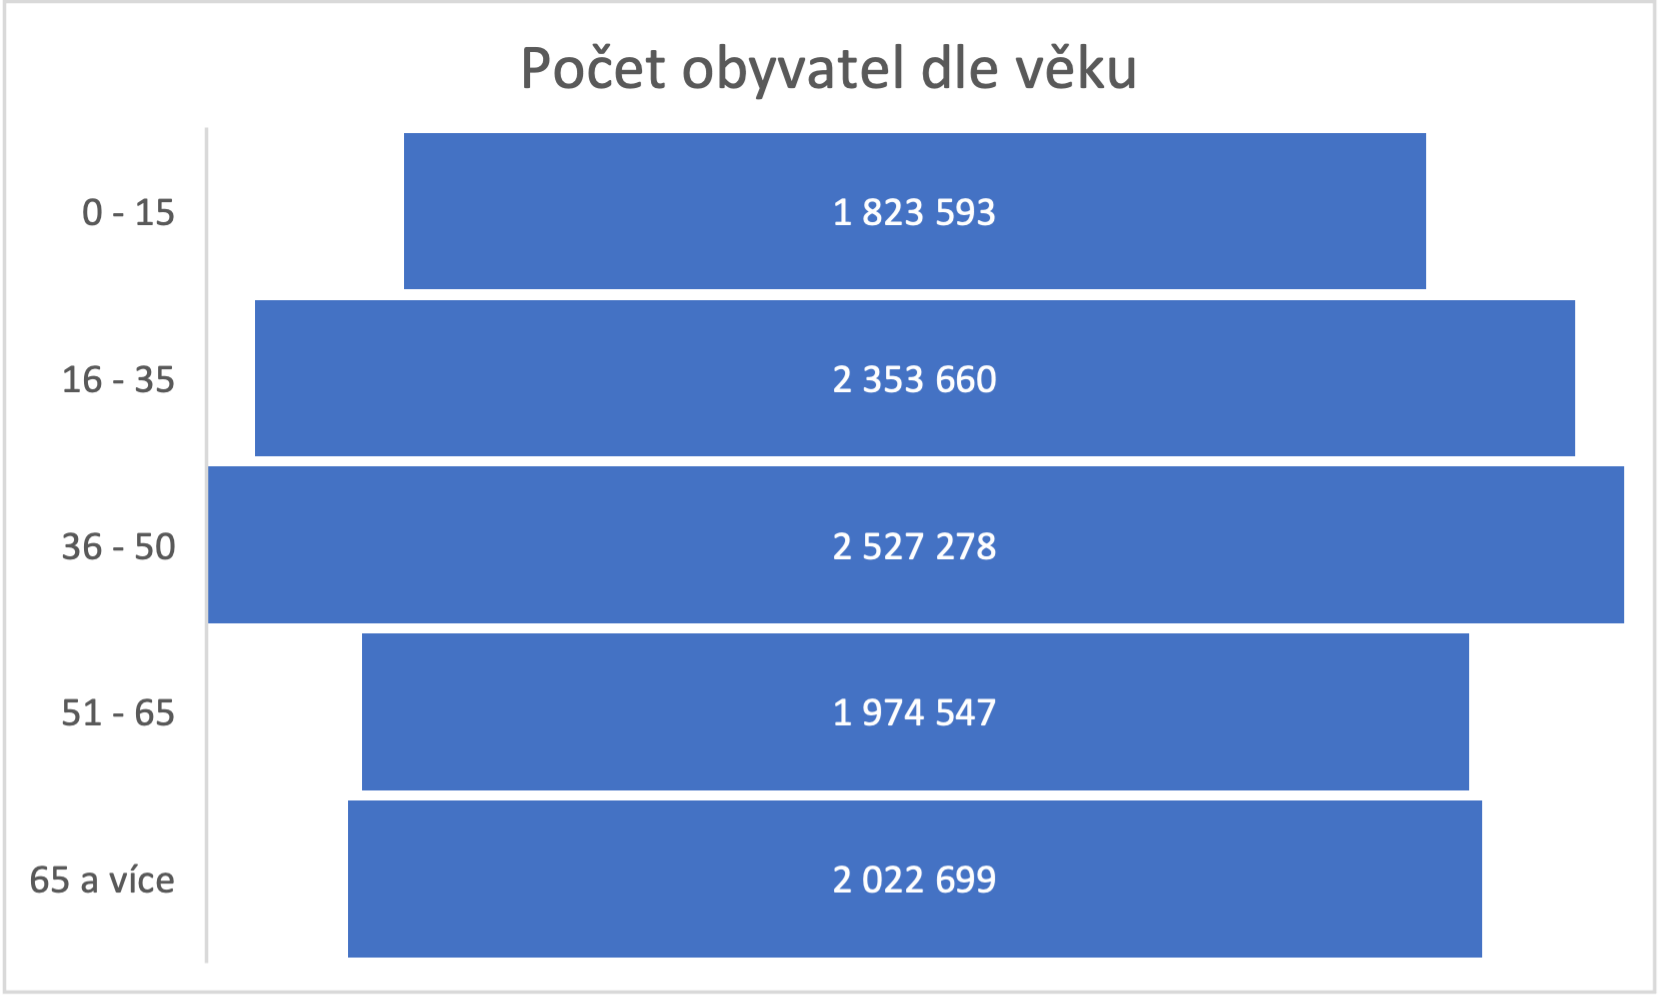 Počet obyvatel dle věku
0 - 15
1 823 593
16 - 35
2 353 660
36 - 50
2 527 278
51 - 65
1 974 547
65 a více
2 022 699